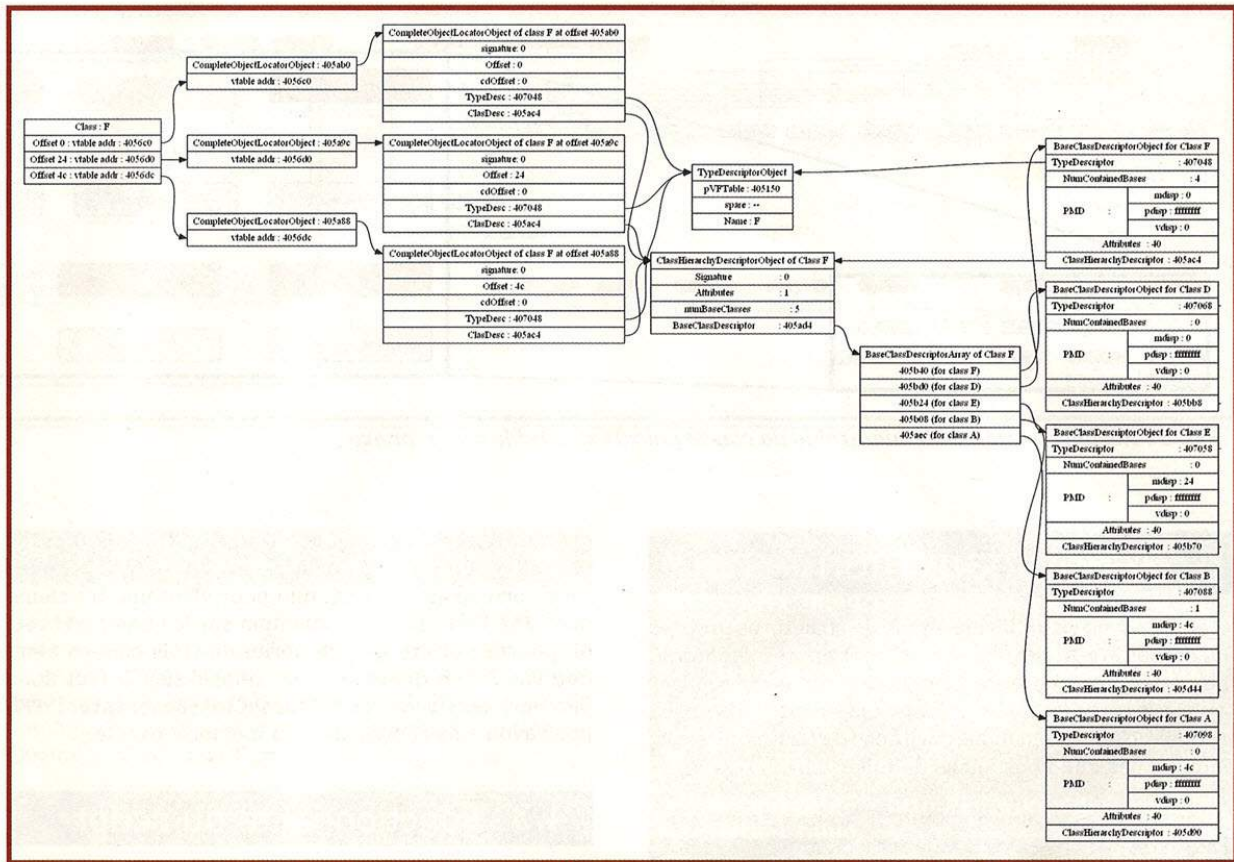 Class : F
Offset 0 : vtable addr : 4056c0
Offset 24 : vtable addr : 4056d0
Offset 4c : vtable addr : 4056dc
CompleteObjectLocatorObject : 405ab0
vtable addr : 4056c0
CompleteObjectLocatorObject : 405a9c
vtable addr : 4056d0
CompleteObjectLocatorObject : 405a88
vtable addr : 4056dc
CompleteObjectLocatorObject of class F at offset 405ab0
signature: 0
Offset : 0
cdOffset : 0
TypeDesc : 407048
ClasDesc : 405ac4
CompleteObjectLocatorObject of class F at offset 405a9c
signature: 0
Offset : 24
cdOffset : 0
TypeDesc : 407048
ClasDesc : 405ac4
CompleteObjectLocatorObject of class F at offset 405a88
signature: 0
Offset : 4c
cdOffset : 0
TypeDesc : 407048
ClasDesc : 405ac4
TypeDescriptorObject
pVFTable : 405150
spare : --
Name : F
ClassHierarchyDescriptorObject of Class F
Signature : 0
Attributes : 1
numBaseClasses : 5
BaseClassDescriptor : 405ad4
BaseClassDescriptorArray of Class F
405b40 (for class F)
405bd0 (for class D)
405b24 (for class E)
405b08 (for class B)
405aec (for class A)
BaseClassDescriptorObject for Class F
TypeDescriptor : 407048
NumContainedBases : 4
PMD :
mdisp : 0
pdisp : ffffffff
vdisp : 0
Attributes : 40
ClassHierarchyDescriptor : 405ac4
BaseClassDescriptorObject for Class D
TypeDescriptor : 407068
NumContainedBases : 0
PMD :
mdisp : 0
pdisp : ffffffff
vdisp : 0
Attributes : 40
ClassHierarchyDescriptor : 405bb8
BaseClassDescriptorObject for Class E
TypeDescriptor : 407058
NumContainedBases : 0
PMD :
mdisp : 24
pdisp : ffffffff
vdisp : 0
Attributes : 40
ClassHierarchyDescriptor : 405b70
BaseClassDescriptorObject for Class B
TypeDescriptor : 407088
NumContainedBases : 1
PMD :
mdisp : 4c
pdisp : ffffffff
vdisp : 0
Attributes : 40
ClassHierarchyDescriptor : 405d44
BaseClassDescriptorObject for Class A
TypeDescriptor : 407098
NumContainedBases : 0
PMD :
mdisp : 4c
pdisp : ffffffff
vdisp : 0
Attributes : 40
ClassHierarchyDescriptor : 405d90